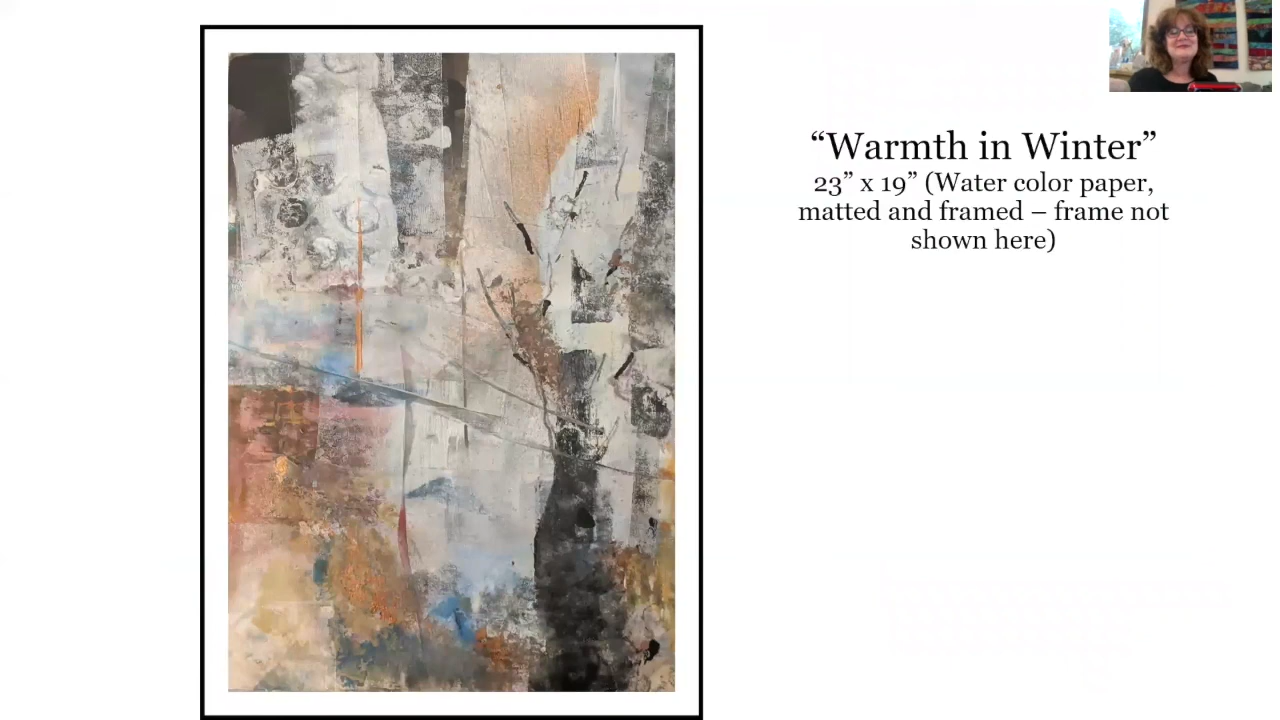 “Warmth in Winter”
23” x 19” (Water color paper,
matted and framed – frame not
shown here)